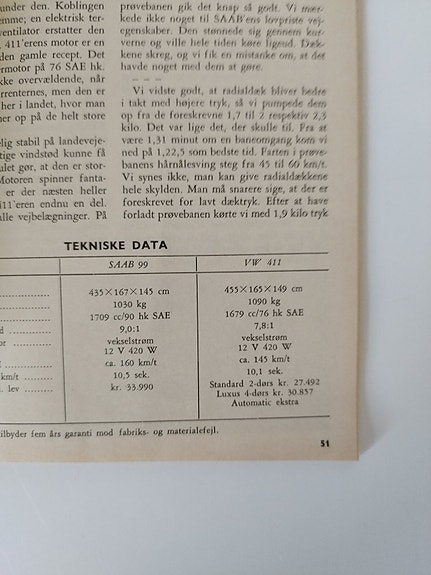 under den. Koblingen
emme; en elektrisk ter-
ventilator erstatter den
411'erens motor er en
den gamle recept. Det
ermotor på 76 SAE hk.
kke overvældende, når
rrenternes, men den er
her i landet, hvor man
ner op på de helt store
elig stabil på landeveje-
tige vindstød kunne få
ulet gør, at den er stor-
Motoren spinner fanta-
er der næsten heller
411'eren endnu en del.
alle vejbelægninger. På
prøvebanen gik det knap så godt. Vi mær-
kede ikke noget til SAAB'ens lovpriste vej-
egenskaber. Den stønnede sig gennem kur-
verne og ville hele tiden køre ligeud. Dæk-
kene skreg, og vi fik en mistanke om, at det
havde noget med dem at gøre.
– – –
Vi vidste godt, at radialdæk bliver bedre
i takt med højere tryk, så vi pumpede dem
op fra de foreskrevne 1,7 til 2 respektiv 2,3
kilo. Det var lige det, der skulle til. Fra at
være 1,31 minut om en baneomgang kom vi
ned på 1,22,5 som bedste tid. Farten i prøve-
banens hårnålesving steg fra 45 til 60 km/t.
Vi synes ikke, man kan give radialdækkene
hele skylden. Man må snarere sige, at der er
foreskrevet for lavt dæktryk. Efter at have
forladt prøvebanen kørte vi med 1,9 kilo tryk
TEKNISKE DATA
SAAB 99 VW 411
435×167×145 cm 455×165×149 cm
1030 kg 1090 kg
1709 cc/90 hk SAE 1679 cc/76 hk SAE
d 9,0:1 7,8:1
or vekselstrøm vekselstrøm
12 V 420 W 12 V 420 W
ca. 160 km/t ca. 145 km/t
km/t 10,5 sek. 10,1 sek.
. lev kr. 33.990 Standard 2-dørs kr. 27.492
Luxus 4-dørs kr. 30.857
Automatic ekstra
tilbyder fem års garanti mod fabriks- og materialefejl.
51